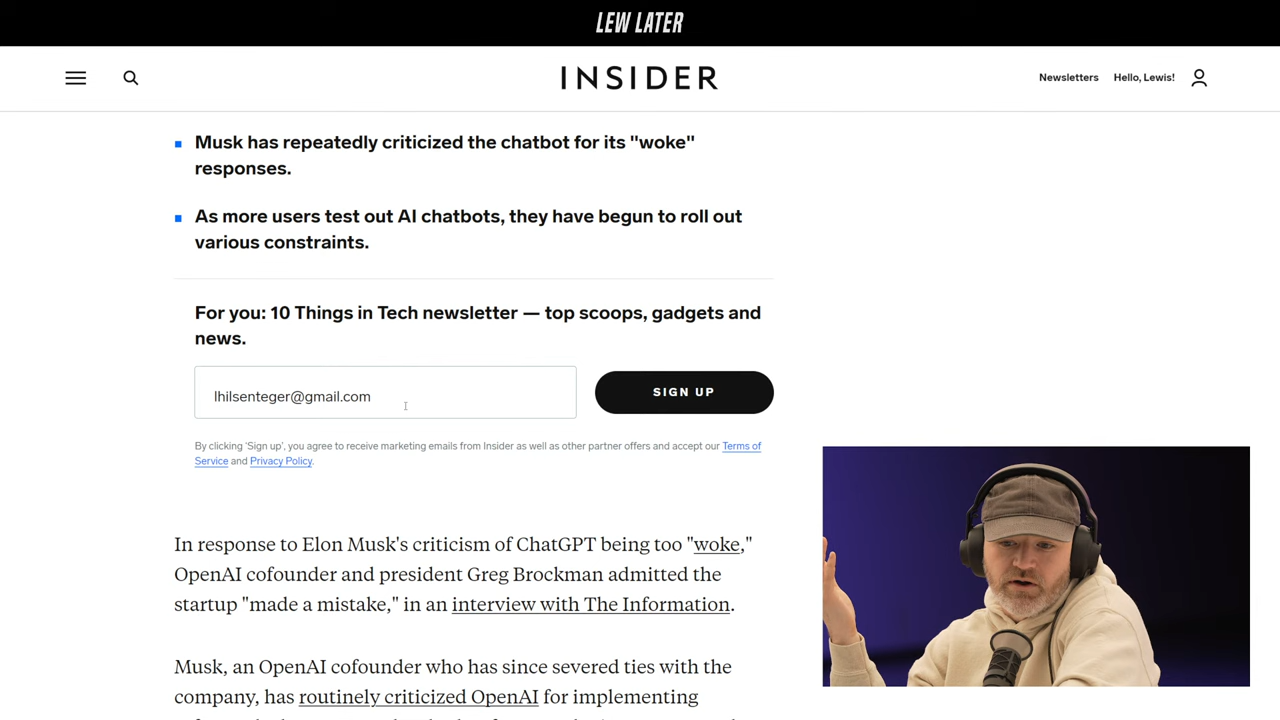 LEW LATER
INSIDER
Newsletters Hello, Lewis!
Musk has repeatedly criticized the chatbot for its "woke"
responses.
As more users test out AI chatbots, they have begun to roll out
various constraints.
For you: 10 Things in Tech newsletter — top scoops, gadgets and
news.
lhilsenteger@gmail.com
SIGN UP
By clicking 'Sign up', you agree to receive marketing emails from Insider as well as other partner offers and accept our Terms of
Service and Privacy Policy.
In response to Elon Musk's criticism of ChatGPT being too "woke,"
OpenAI cofounder and president Greg Brockman admitted the
startup "made a mistake," in an interview with The Information.
Musk, an OpenAI cofounder who has since severed ties with the
company, has routinely criticized OpenAI for implementing